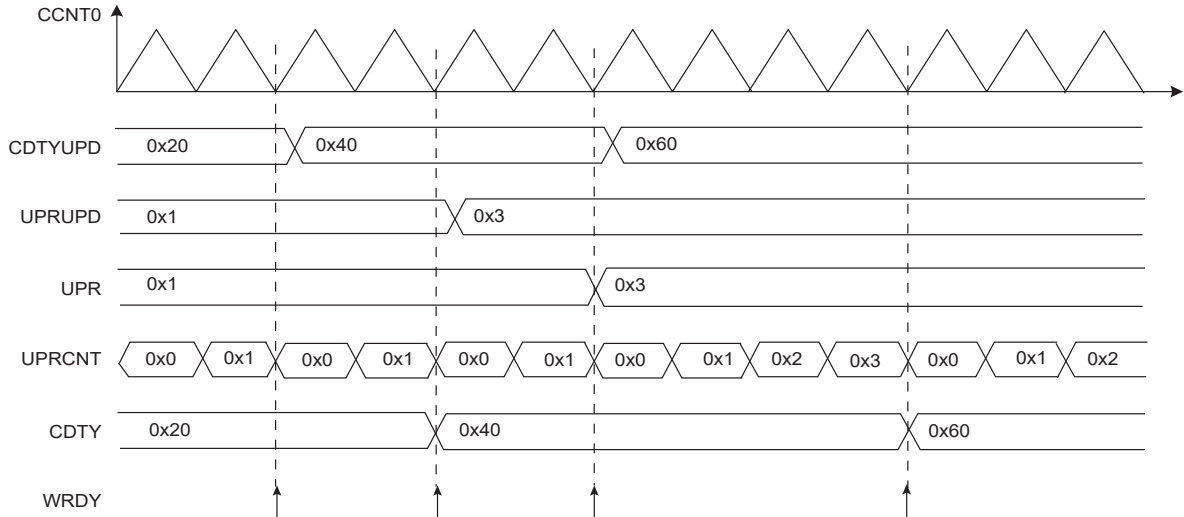 CCNT0
CDTYUPD 0x20 0x40 0x60
UPRUPD 0x1 0x3
UPR 0x1 0x3
UPRCNT 0x0 0x1 0x0 0x1 0x0 0x1 0x0 0x1 0x2 0x3 0x0 0x1 0x2
CDTY 0x20 0x40 0x60
WRDY